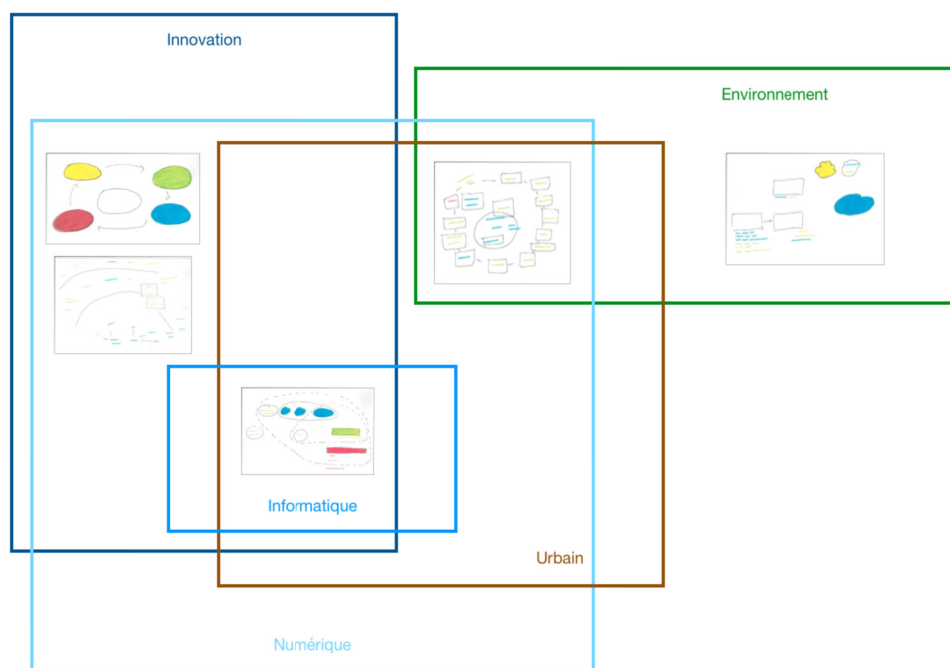 Innovation
Environnement
Informatique
Urbain
Numérique